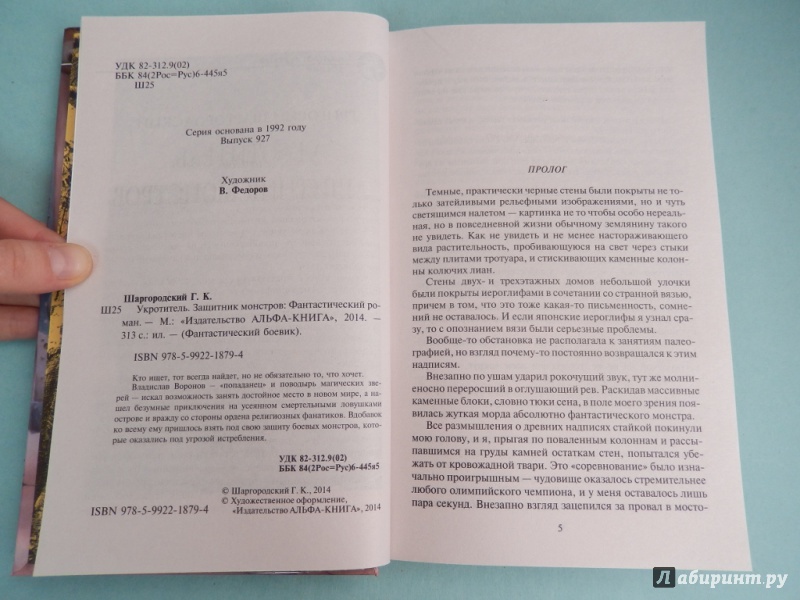 УДК 82-312.9(02)
ББК 84(2Рос=Рус)6-445я5
Ш25
Серия основана в 1992 году
Выпуск 927
Художник
В. Федоров
Шаргородский Г. К.
Ш25 Укротитель. Защитник монстров: Фантастический ро-
ман. — М.: «Издательство АЛЬФА-КНИГА», 2014. —
313 с.: ил. — (Фантастический боевик).
ISBN 978-5-9922-1879-4
Кто ищет, тот всегда найдет, но не обязательно то, что хочет.
Владислав Воронов — «попаданец» и поводырь магических зве-
рей — искал возможность занять достойное место в новом мире, а на-
шел безумные приключения на усеянном смертельными ловушками
острове и вражду со стороны ордена религиозных фанатиков. Вдобавок
ко всему ему пришлось взять под свою защиту боевых монстров, кото-
рые оказались под угрозой истребления.
УДК 82-312.9(02)
ББК 84(2Рос=Рус)6-445я5
© Шаргородский Г. К., 2014
© Художественное оформление,
ISBN 978-5-9922-1879-4 «Издательство АЛЬФА-КНИГА», 2014
ПРОЛОГ
Темные, практически черные стены были покрыты не то-
лько затейливыми рельефными изображениями, но и чуть
светящимся налетом — картинка не то чтобы особо нереаль-
ная, но в повседневной жизни обычному землянину такого
не увидеть. Как не увидеть и не менее настораживающего
вида растительность, пробивающуюся на свет через стыки
между плитами тротуара, и стискивающих каменные колон-
ны колючих лиан.
Стены двух- и трехэтажных домов небольшой улочки
были покрыты иероглифами в сочетании со странной вязью,
причем в том, что это тоже какая-то письменность, сомне-
ний не оставалось. И если японские иероглифы я узнал сра-
зу, то с опознанием вязи были серьезные проблемы.
Вообще-то обстановка не располагала к занятиям палео-
графией, но взгляд почему-то постоянно возвращался к этим
надписям.
Внезапно по ушам ударил рокочущий звук, тут же молни-
еносно переросший в оглушающий рев. Раскидав массивные
каменные блоки, словно тюки сена, в поле моего зрения поя-
вилась жуткая морда абсолютно фантастического монстра.
Все размышления о древних надписях стайкой покинули
мою голову, и я, прыгая по поваленным колоннам и рассы-
павшимся на груды камней остаткам стен, попытался убе-
жать от кровожадной твари. Это «соревнование» было изна-
чально проигрышным — чудовище оказалось стремительнее
любого олимпийского чемпиона, и у меня оставалось лишь
пара секунд. Внезапно взгляд зацепился за провал в мосто-
5
Лабиринт.ру